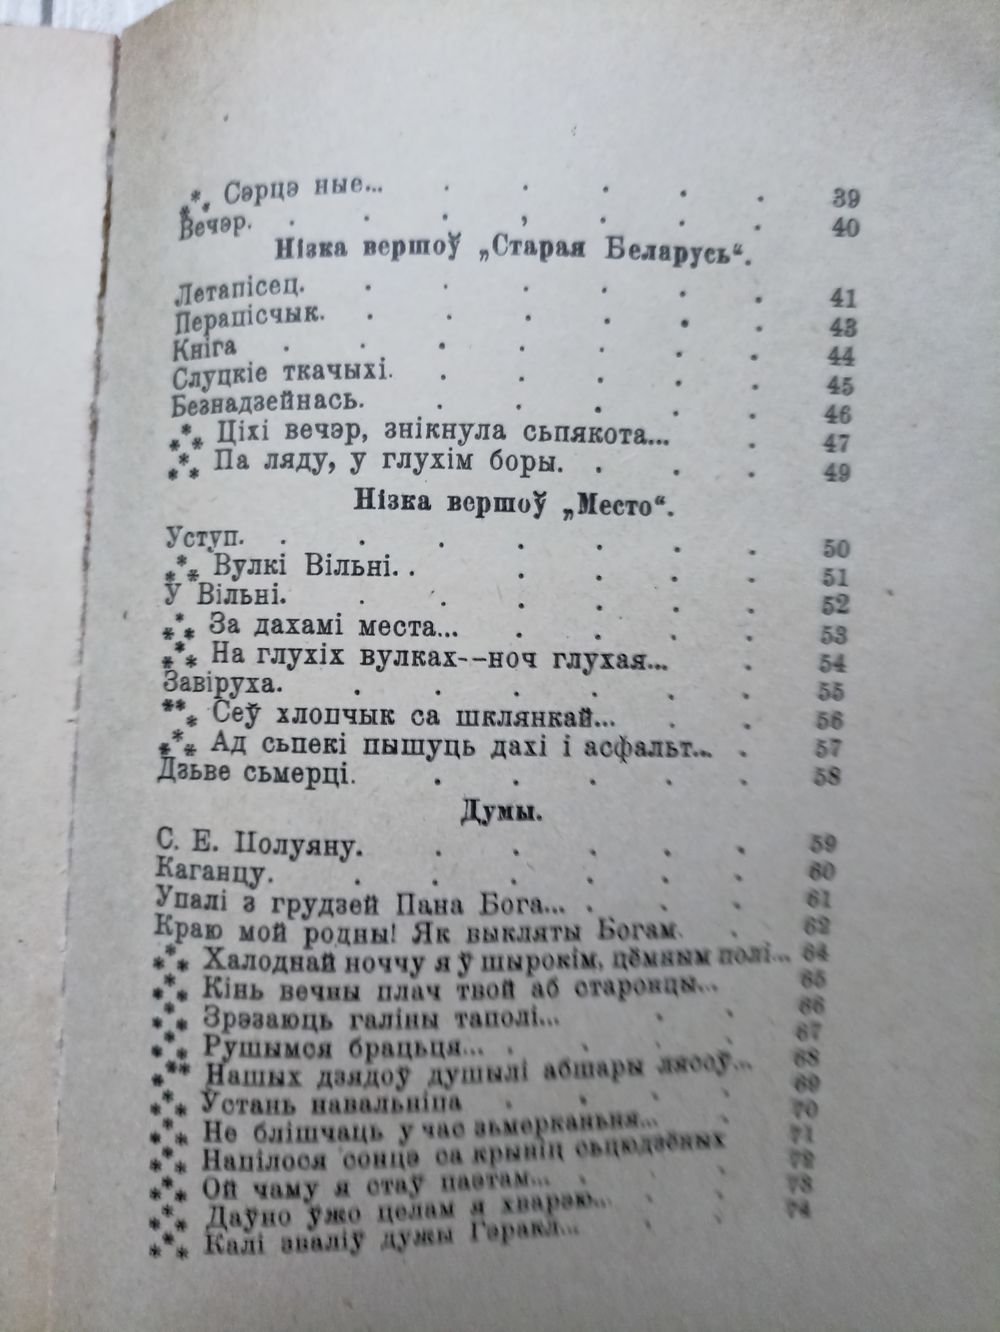 *** Сэрцэ ные... 39
Вечэр. 40
Нізка вершоў „Старая Беларусь“.
Летапісец. 41
Перапісчык. 43
Кніга 44
Слуцкіе ткачыхі. 45
Безнадзейнась. 46
*** Ціхі вечэр, знікнула сьпякота... 47
*** Па ляду, у глухім боры. 49
Нізка вершоў „Место“.
Уступ. 50
*** Вулкі Вільні. 51
У Вільні. 52
*** За дахамі места... 53
*** На глухіх вулках--ноч глухая... 54
Завіруха. 55
*** Сеў хлопчык са шклянкай... 56
*** Ад сьпекі пышуць дахі і асфальт... 57
Дзьве сьмерці. 58
Думы.
С. Е. Полуяну. 59
Каганцу. 60
Упалі з грудзей Пана Бога... 61
Краю мой родны! Як выкляты Богам. 62
*** Халоднай ноччу я ў шырокім, цёмным полі... 64
*** Кінь вечны плач твой аб старонцы... 65
*** Зрэзаюць галіны таполі... 66
*** Рушымся брацьця... 67
*** Нашых дзядоў душылі абшары лясоў... 68
*** Ўстань навальніца 69
*** Не блішчаць у час зьмерканьня... 70
*** Напілося сонцэ са крыніц сьцюдзёных 71
*** Ой чаму я стаў паэтам... 72
*** Даўно ўжо целам я хварэю... 73
*** Калі зваліў дужы Гэракл... 74